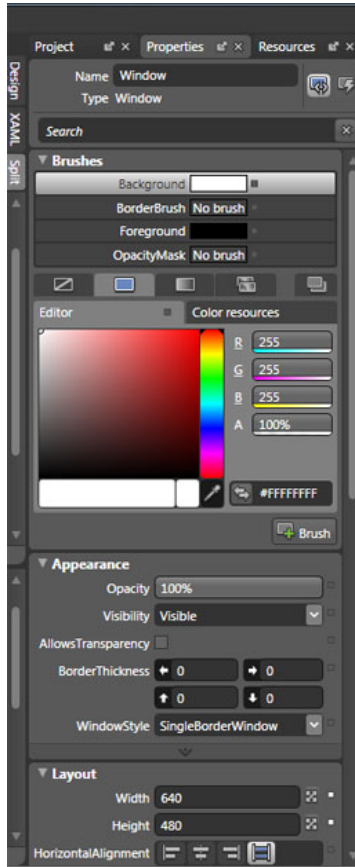 Project Properties Resources
Name Window
Type Window
Design
XAML
Split
Search
Brushes
Background
BorderBrush No brush
Foreground
OpacityMask No brush
Editor Color resources
R 255
G 255
B 255
A 100%
#FFFFFFFF
Brush
Appearance
Opacity 100%
Visibility Visible
AllowsTransparency
BorderThickness 0 0
0 0
WindowStyle SingleBorderWindow
Layout
Width 640
Height 480
HorizontalAlignment